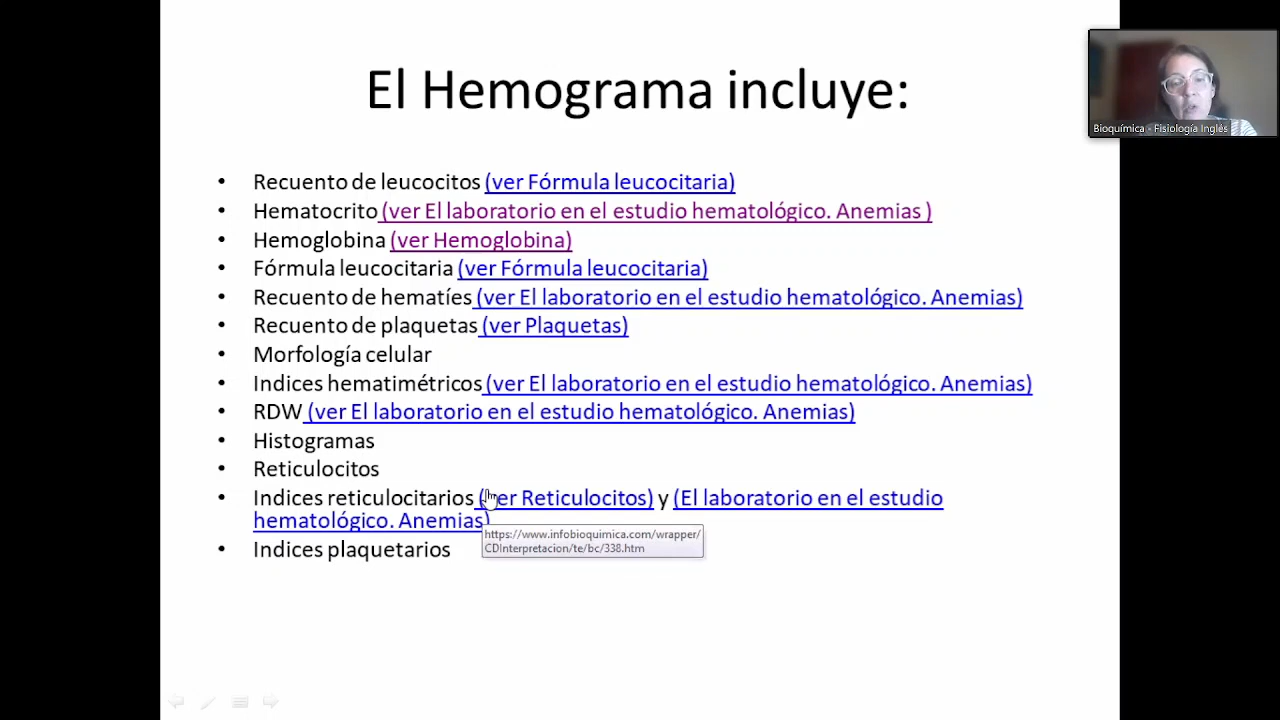 El Hemograma incluye:
Bioquímica - Fisiología Inglés
• Recuento de leucocitos (ver Fórmula leucocitaria)
• Hematocrito (ver El laboratorio en el estudio hematológico. Anemias )
• Hemoglobina (ver Hemoglobina)
• Fórmula leucocitaria (ver Fórmula leucocitaria)
• Recuento de hematíes (ver El laboratorio en el estudio hematológico. Anemias)
• Recuento de plaquetas (ver Plaquetas)
• Morfología celular
• Indices hematimétricos (ver El laboratorio en el estudio hematológico. Anemias)
• RDW (ver El laboratorio en el estudio hematológico. Anemias)
• Histogramas
• Reticulocitos
• Indices reticulocitarios (ver Reticulocitos) y (El laboratorio en el estudio
hematológico. Anemias)
https://www.infobioquimica.com/wrapper/
CDInterpretacion/te/bc/338.htm
• Indices plaquetarios